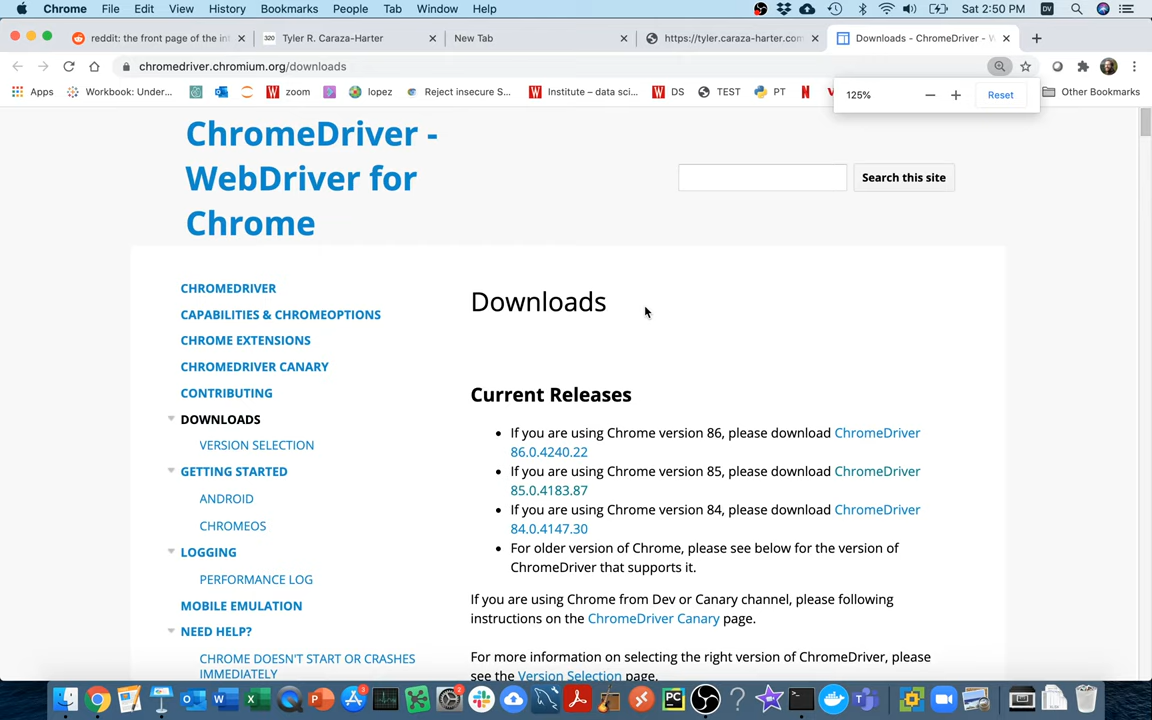 Chrome File Edit View History Bookmarks People Tab Window Help Sat 2:50 PM
reddit: the front page of the int Tyler R. Caraza-Harter New Tab https://tyler.caraza-harter.com Downloads - ChromeDriver - W
chromedriver.chromium.org/downloads
Apps Workbook: Under... zoom lopez Reject insecure S... Institute – data sci... DS TEST PT Other Bookmarks
125% Reset
ChromeDriver -
WebDriver for
Chrome
Search this site
CHROMEDRIVER
CAPABILITIES & CHROMEOPTIONS
CHROME EXTENSIONS
CHROMEDRIVER CANARY
CONTRIBUTING
DOWNLOADS
VERSION SELECTION
GETTING STARTED
ANDROID
CHROMEOS
LOGGING
PERFORMANCE LOG
MOBILE EMULATION
NEED HELP?
CHROME DOESN'T START OR CRASHES
IMMEDIATELY
Downloads
Current Releases
• If you are using Chrome version 86, please download ChromeDriver
86.0.4240.22
• If you are using Chrome version 85, please download ChromeDriver
85.0.4183.87
• If you are using Chrome version 84, please download ChromeDriver
84.0.4147.30
• For older version of Chrome, please see below for the version of
ChromeDriver that supports it.
If you are using Chrome from Dev or Canary channel, please following
instructions on the ChromeDriver Canary page.
For more information on selecting the right version of ChromeDriver, please
see the Version Selection page.